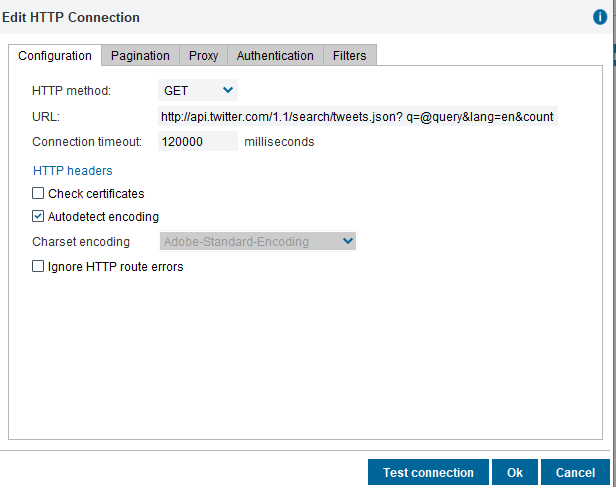 Edit HTTP Connection
i
Configuration Pagination Proxy Authentication Filters
HTTP method: GET
URL: http://api.twitter.com/1.1/search/tweets.json? q=@query&lang=en&count
Connection timeout: 120000 milliseconds
HTTP headers
Check certificates
Autodetect encoding
Charset encoding Adobe-Standard-Encoding
Ignore HTTP route errors
Test connection Ok Cancel